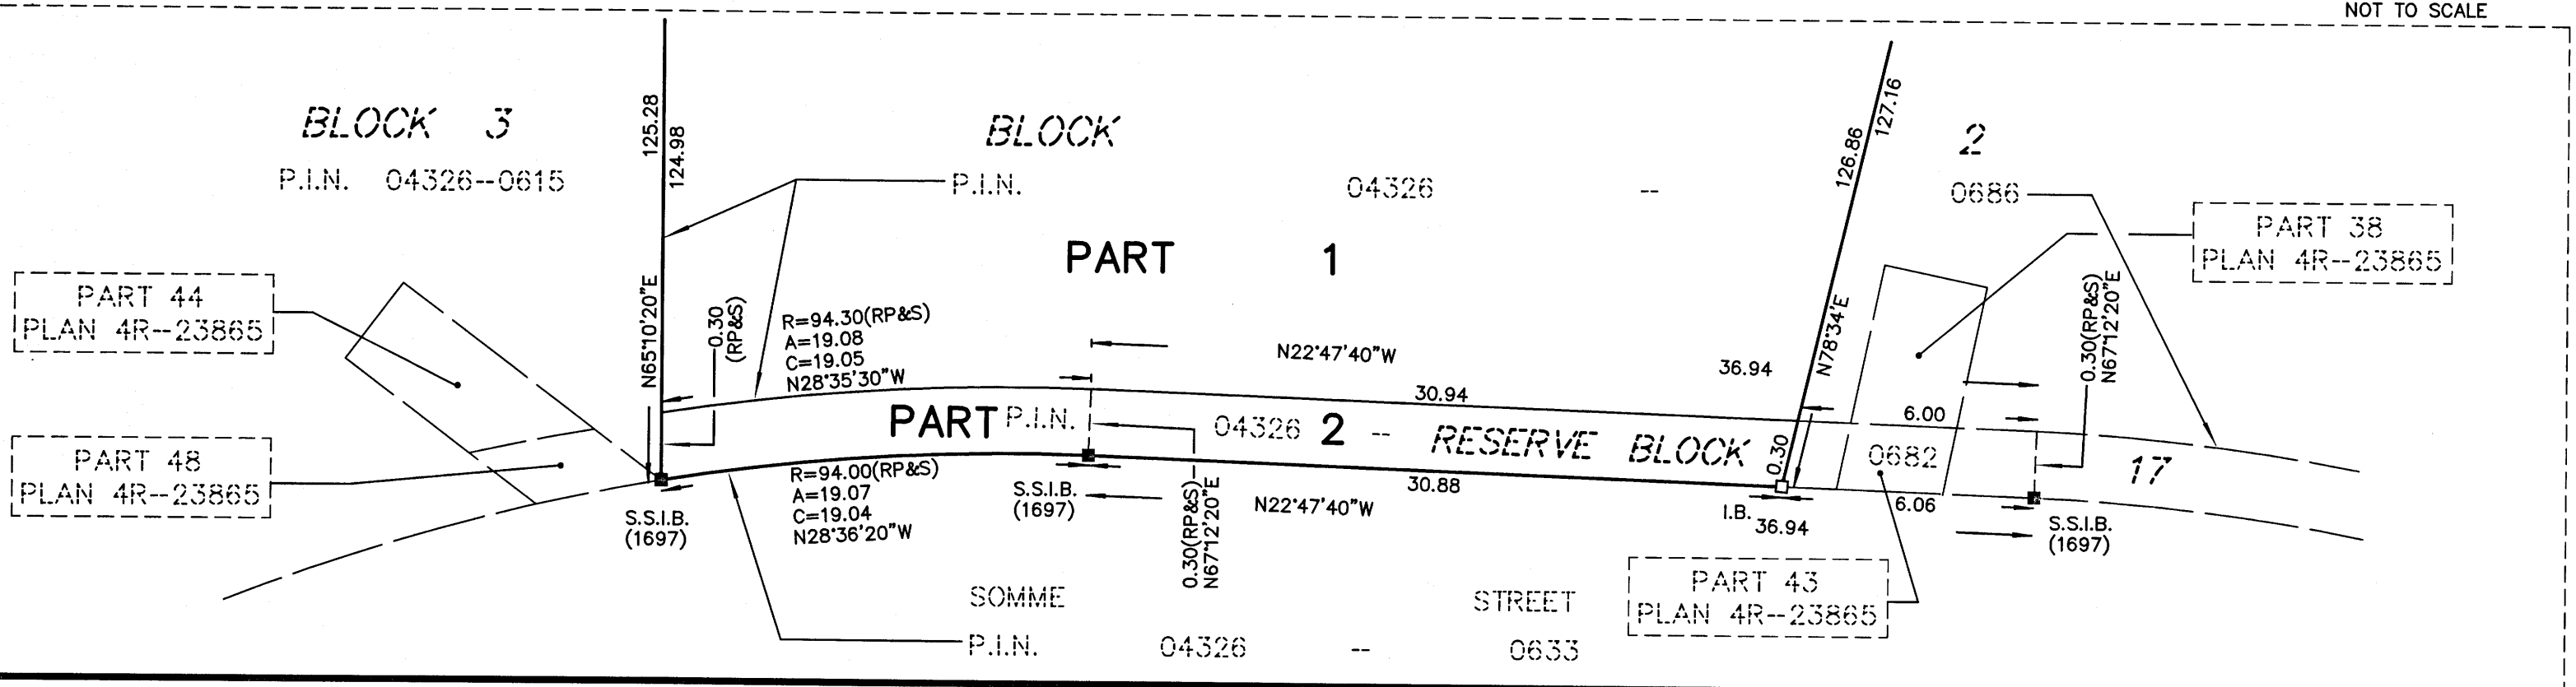 NOT TO SCALE
BLOCK 3
P.I.N. 04326--0615
125.28
124.98
N65°10'20"E
BLOCK 2
P.I.N. 04326 -- 0686
126.86
127.16
N78°34'E
PART 38
PLAN 4R--23865
PART 1
PART 44
PLAN 4R--23865
0.30
(RP&S)
R=94.30(RP&S)
A=19.08
C=19.05
N28°35'30"W
N22°47'40"W
36.94
30.94
6.00
0.30(RP&S)
N67°12'20"E
PART 2
P.I.N. 04326 -- 0682
RESERVE BLOCK 17
0.30
PART 48
PLAN 4R--23865
S.S.I.B.
(1697)
R=94.00(RP&S)
A=19.07
C=19.04
N28°36'20"W
S.S.I.B.
(1697)
0.30(RP&S)
N67°12'20"E
30.88
N22°47'40"W
I.B.
36.94
6.06
S.S.I.B.
(1697)
PART 43
PLAN 4R--23865
SOMME STREET
P.I.N. 04326 -- 0633